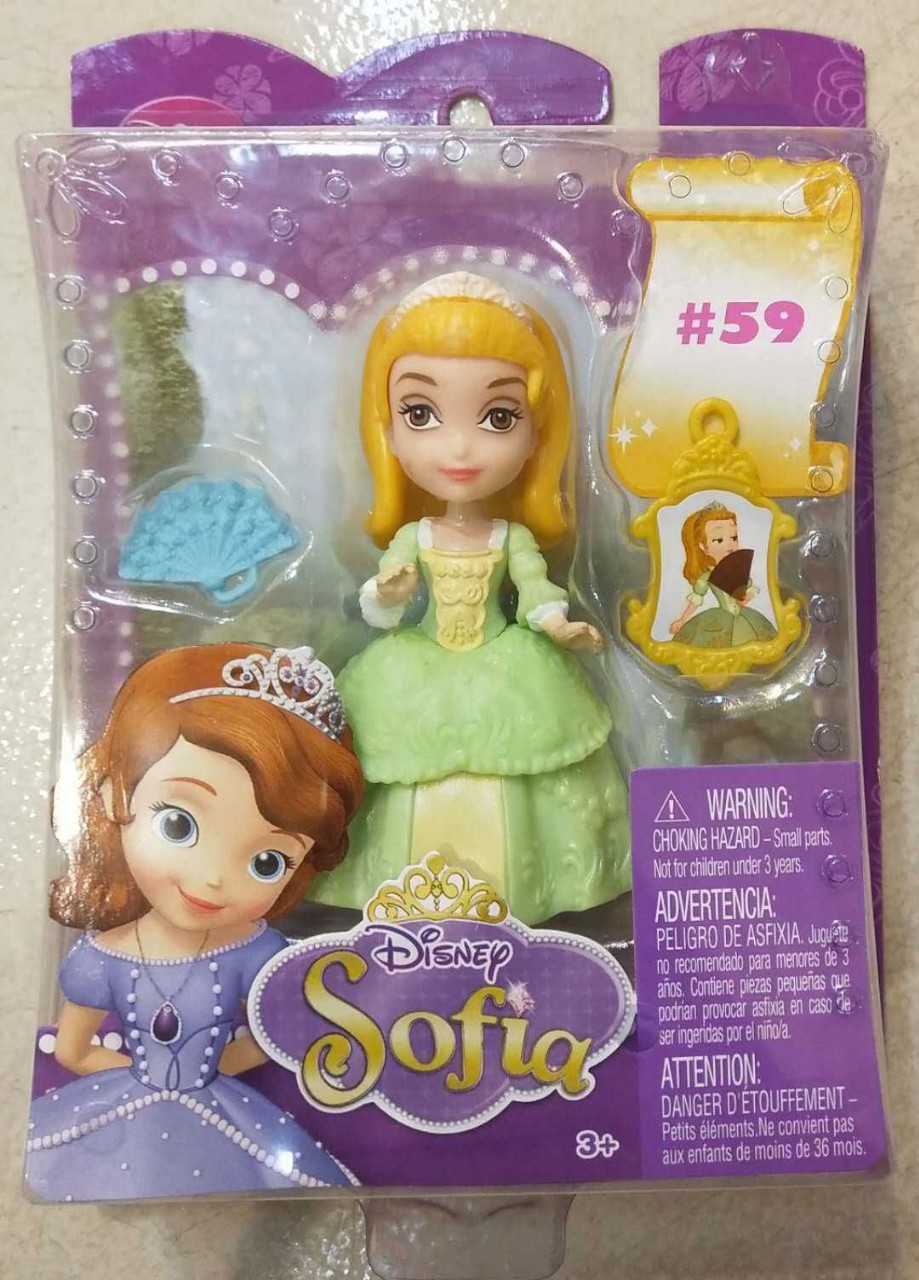 #59
⚠ WARNING:
CHOKING HAZARD – Small parts.
Not for children under 3 years.
ADVERTENCIA:
PELIGRO DE ASFIXIA. Juguete
no recomendado para menores de 3
años. Contiene piezas pequeñas que
podrían provocar asfixia en caso de
ser ingeridas por el niño/a.
ATTENTION:
DANGER D'ÉTOUFFEMENT –
Petits éléments.Ne convient pas
aux enfants de moins de 36 mois.
Disney
Sofia
3+